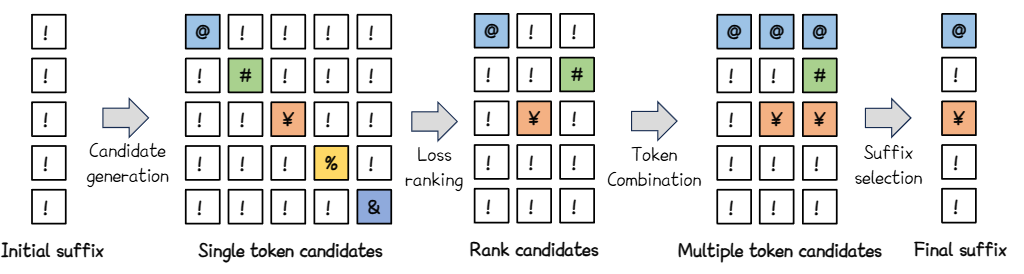 ! @ ! ! ! ! @ ! ! @ @ @ @
! ! # ! ! ! ! ! # ! ! # !
! ! ! ¥ ! ! ! ¥ ! ! ¥ ¥ ¥
! ! ! ! % ! ! ! ! ! ! ! !
! ! ! ! ! & ! ! ! ! ! ! !
Candidate
generation
Loss
ranking
Token
Combination
Suffix
selection
Initial suffix
Single token candidates
Rank candidates
Multiple token candidates
Final suffix